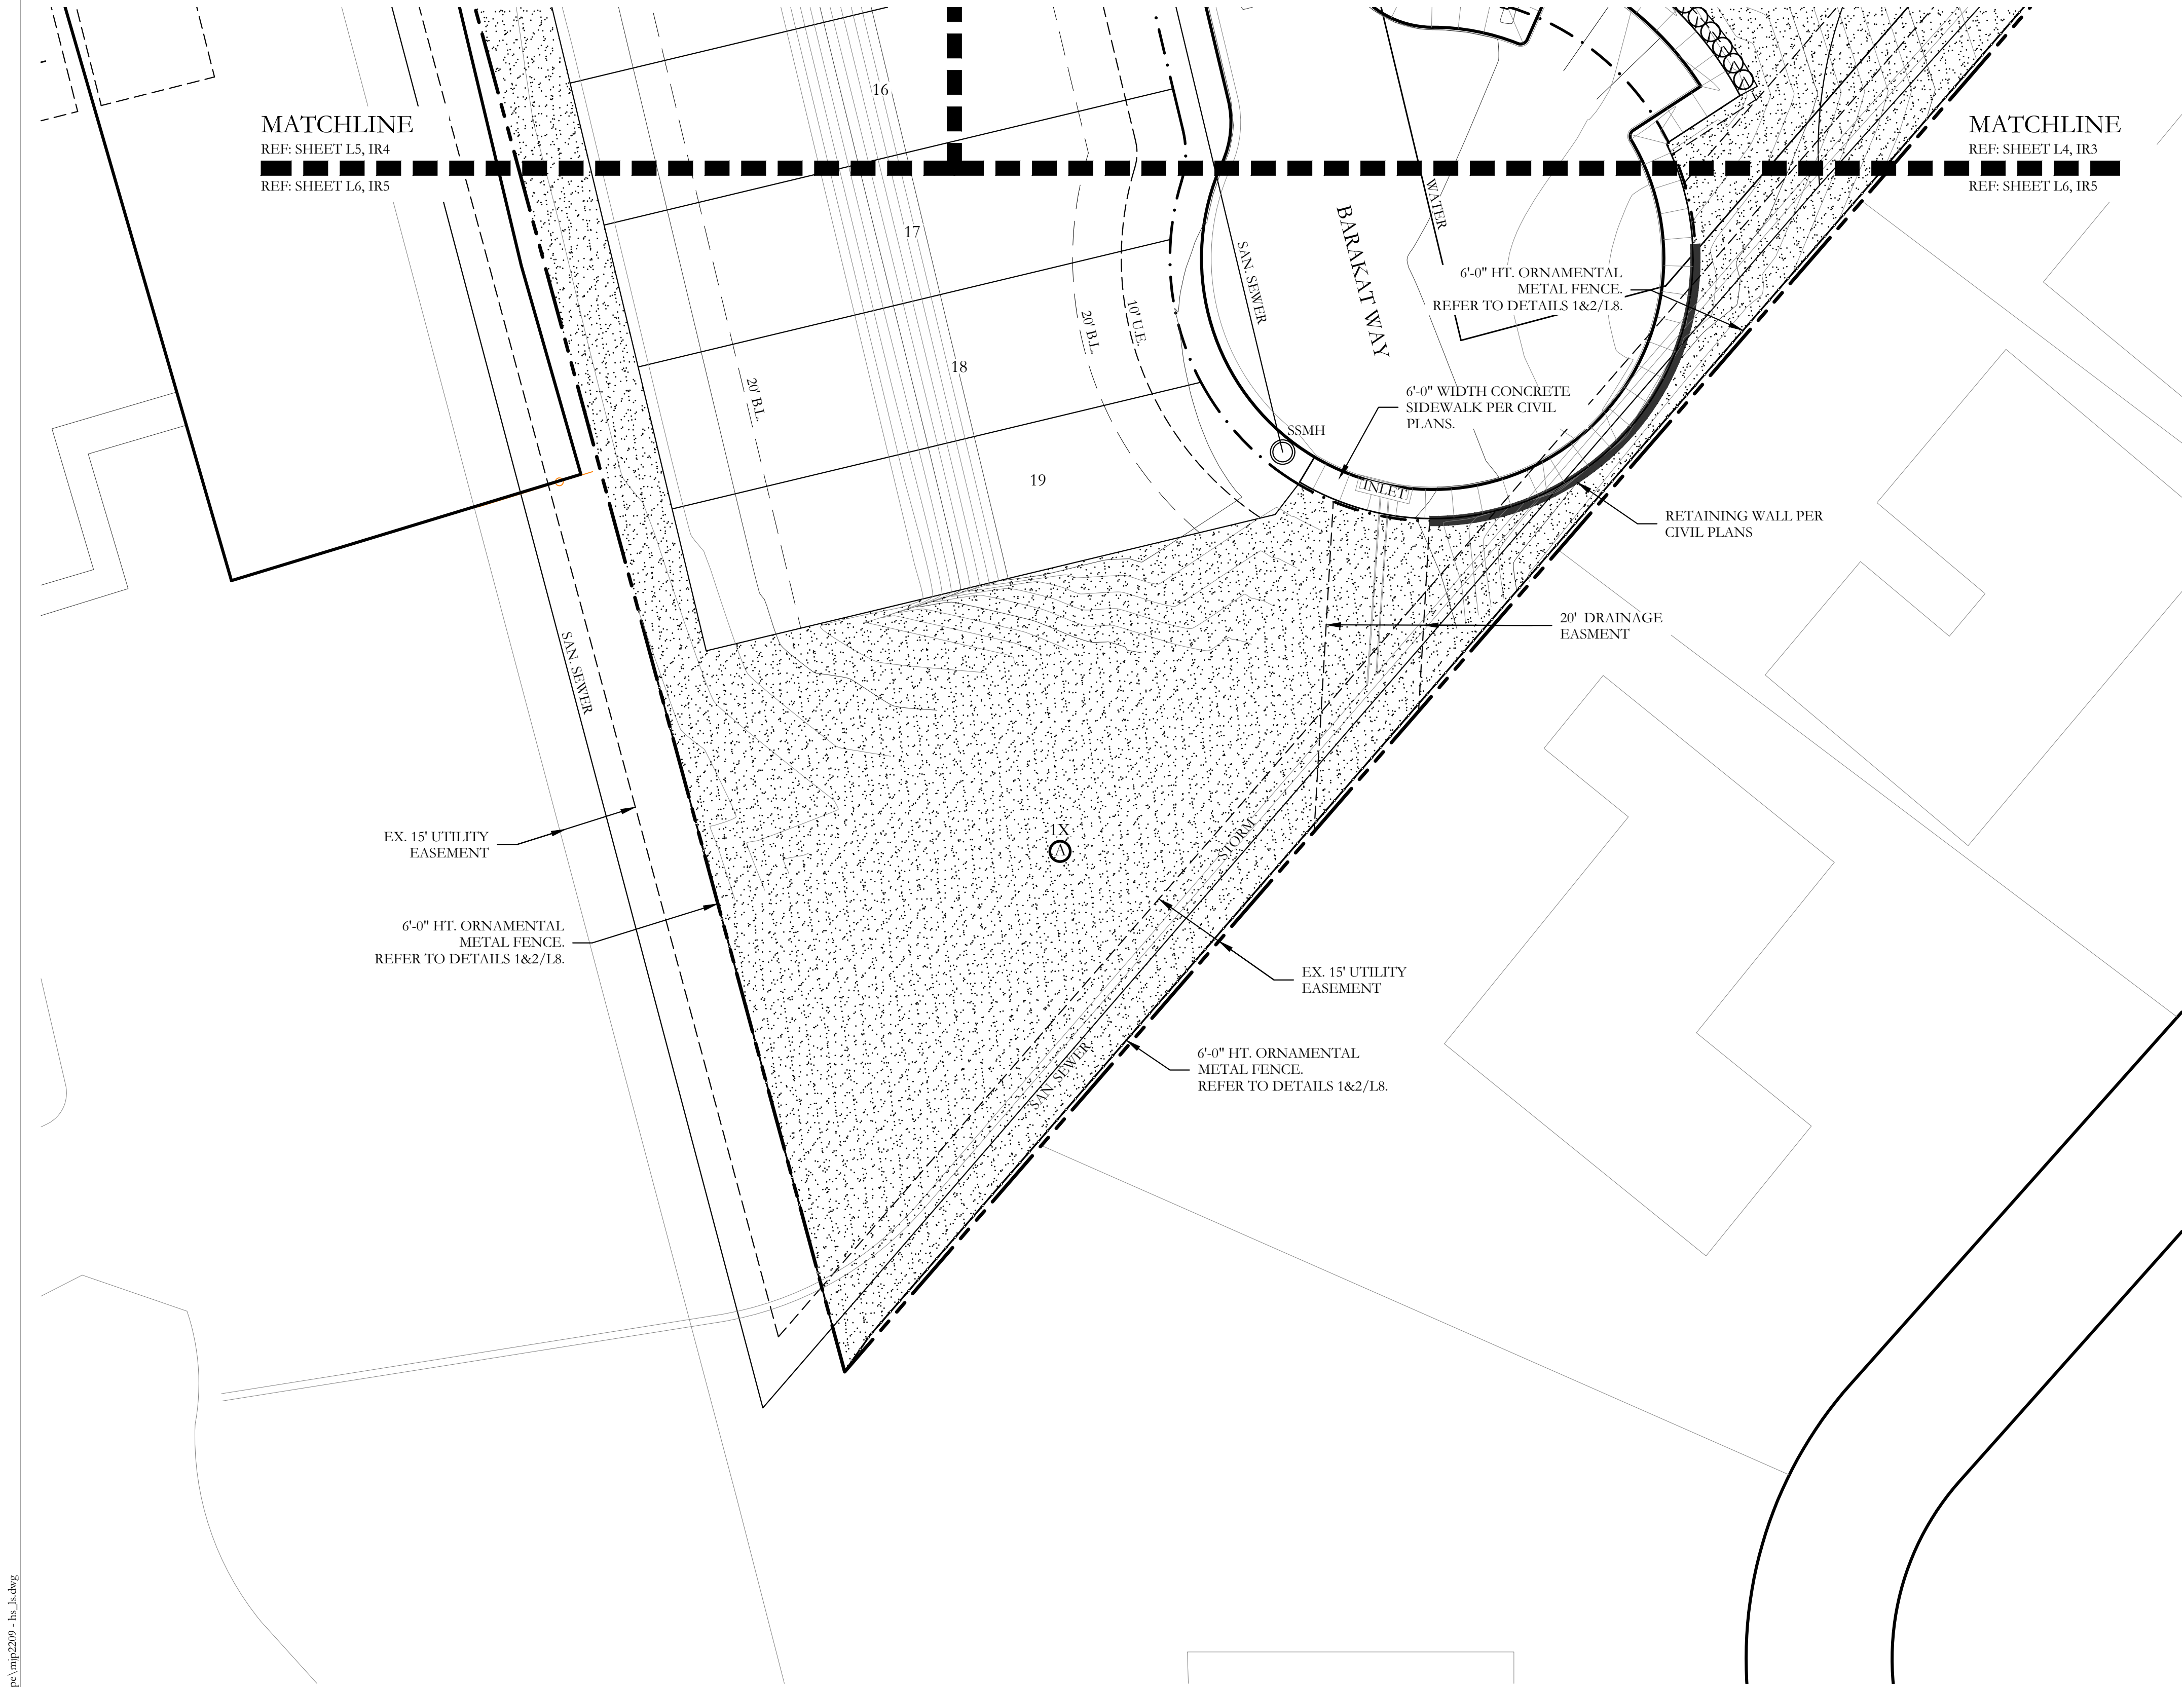 MATCHLINE
REF: SHEET L5, IR4
REF: SHEET L6, IR5
MATCHLINE
REF: SHEET L4, IR3
REF: SHEET L6, IR5
16
17
18
19
20' B.L.
20' B.L.
10' U.E.
SAN. SEWER
BARAKAT WAY
WATER
6'-0" HT. ORNAMENTAL
METAL FENCE.
REFER TO DETAILS 1&2/L8.
6'-0" WIDTH CONCRETE
SIDEWALK PER CIVIL
PLANS.
SSMH
INLET
RETAINING WALL PER
CIVIL PLANS
20' DRAINAGE
EASMENT
SAN. SEWER
EX. 15' UTILITY
EASEMENT
1X
A
STORM
6'-0" HT. ORNAMENTAL
METAL FENCE.
REFER TO DETAILS 1&2/L8.
EX. 15' UTILITY
EASEMENT
SAN. SEWER
6'-0" HT. ORNAMENTAL
METAL FENCE.
REFER TO DETAILS 1&2/L8.
pc\mjp2209 - hs_ls.dwg